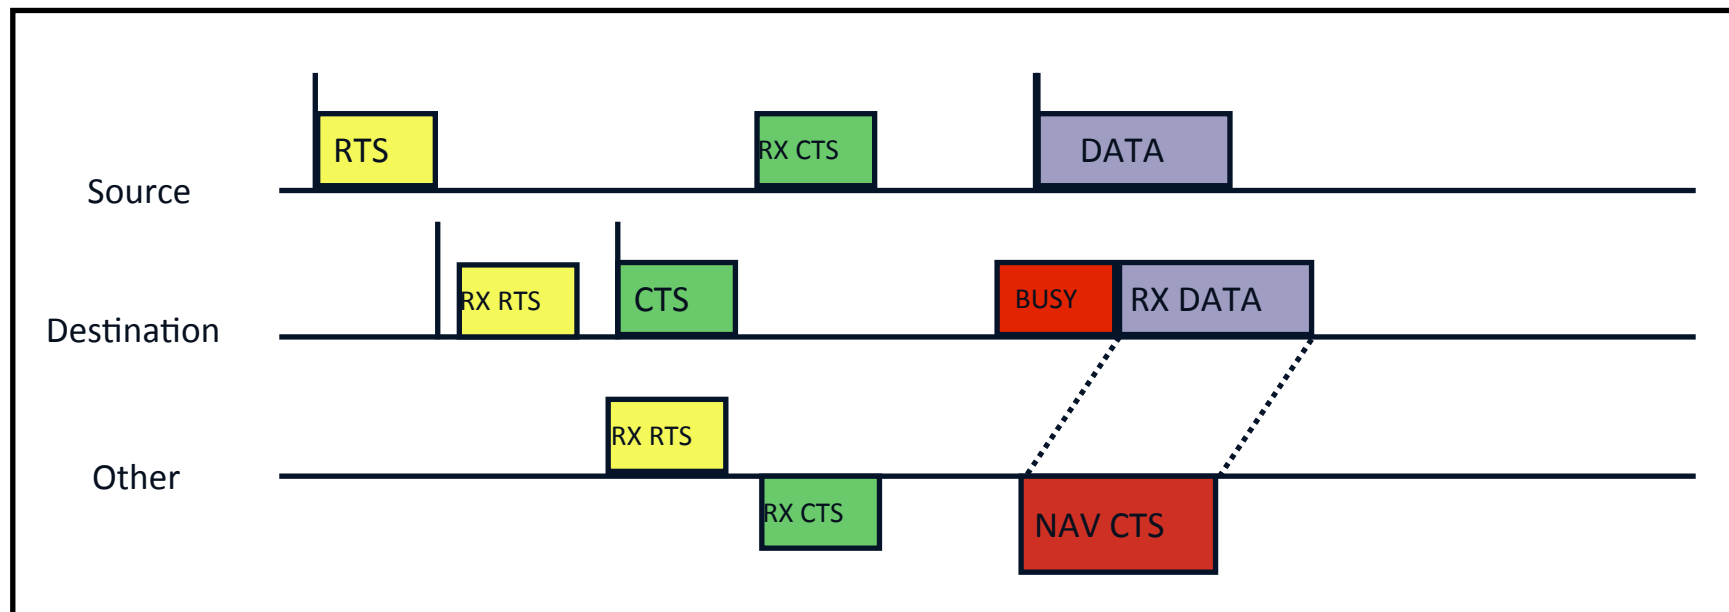 RTS
RX CTS
DATA
Source
RX RTS
CTS
BUSY
RX DATA
Destination
RX RTS
Other
RX CTS
NAV CTS